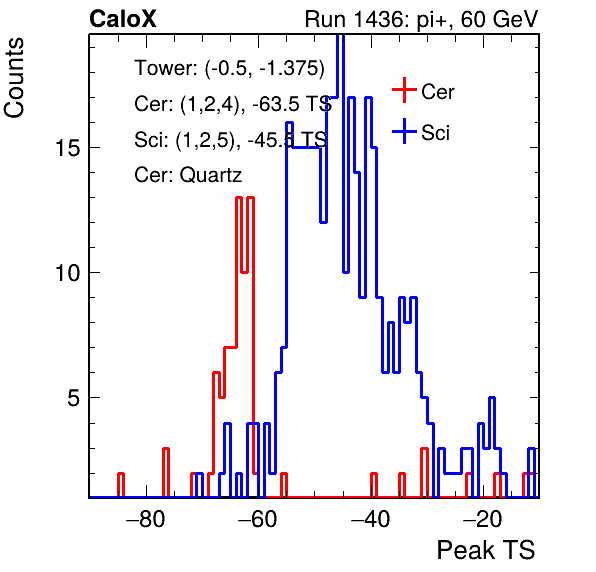 CaloX Run 1436: pi+, 60 GeV
Counts
Tower: (-0.5, -1.375)
Cer: (1,2,4), -63.5 TS
Sci: (1,2,5), -45.5 TS
Cer: Quartz
Cer
Sci
15
10
5
−80 −60 −40 −20
Peak TS